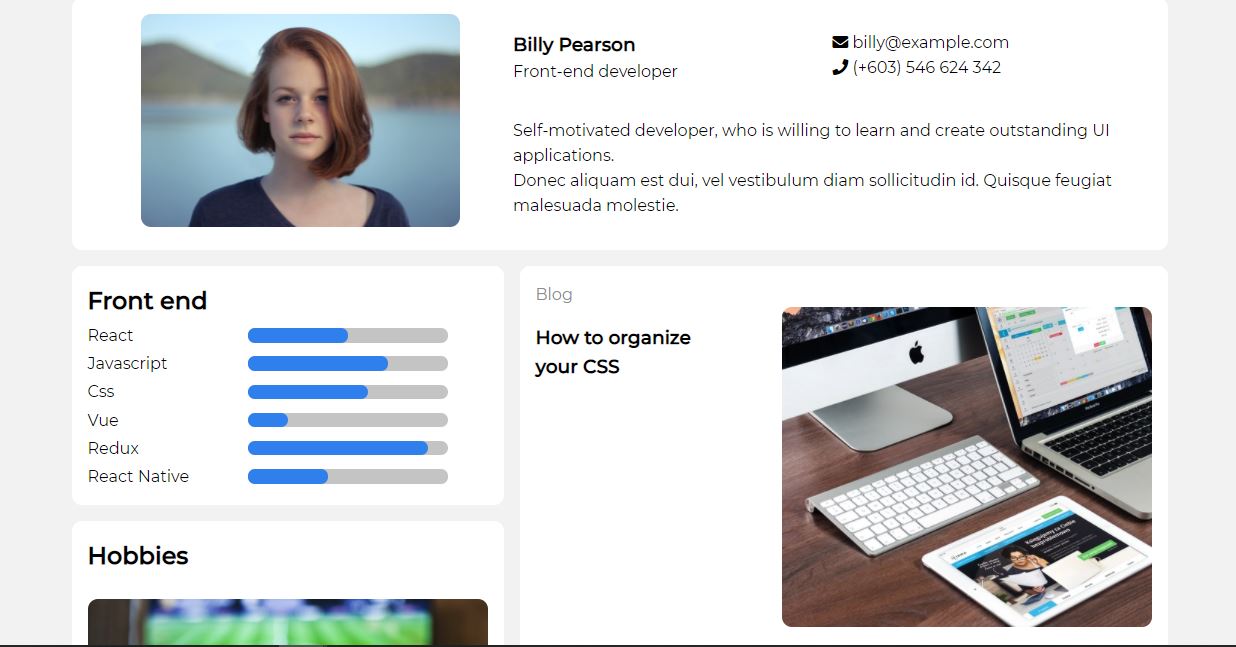 Billy Pearson
Front-end developer
billy@example.com
(+603) 546 624 342
Self-motivated developer, who is willing to learn and create outstanding UI
applications.
Donec aliquam est dui, vel vestibulum diam sollicitudin id. Quisque feugiat
malesuada molestie.
Front end
React
Javascript
Css
Vue
Redux
React Native
Hobbies
Blog
How to organize
your CSS